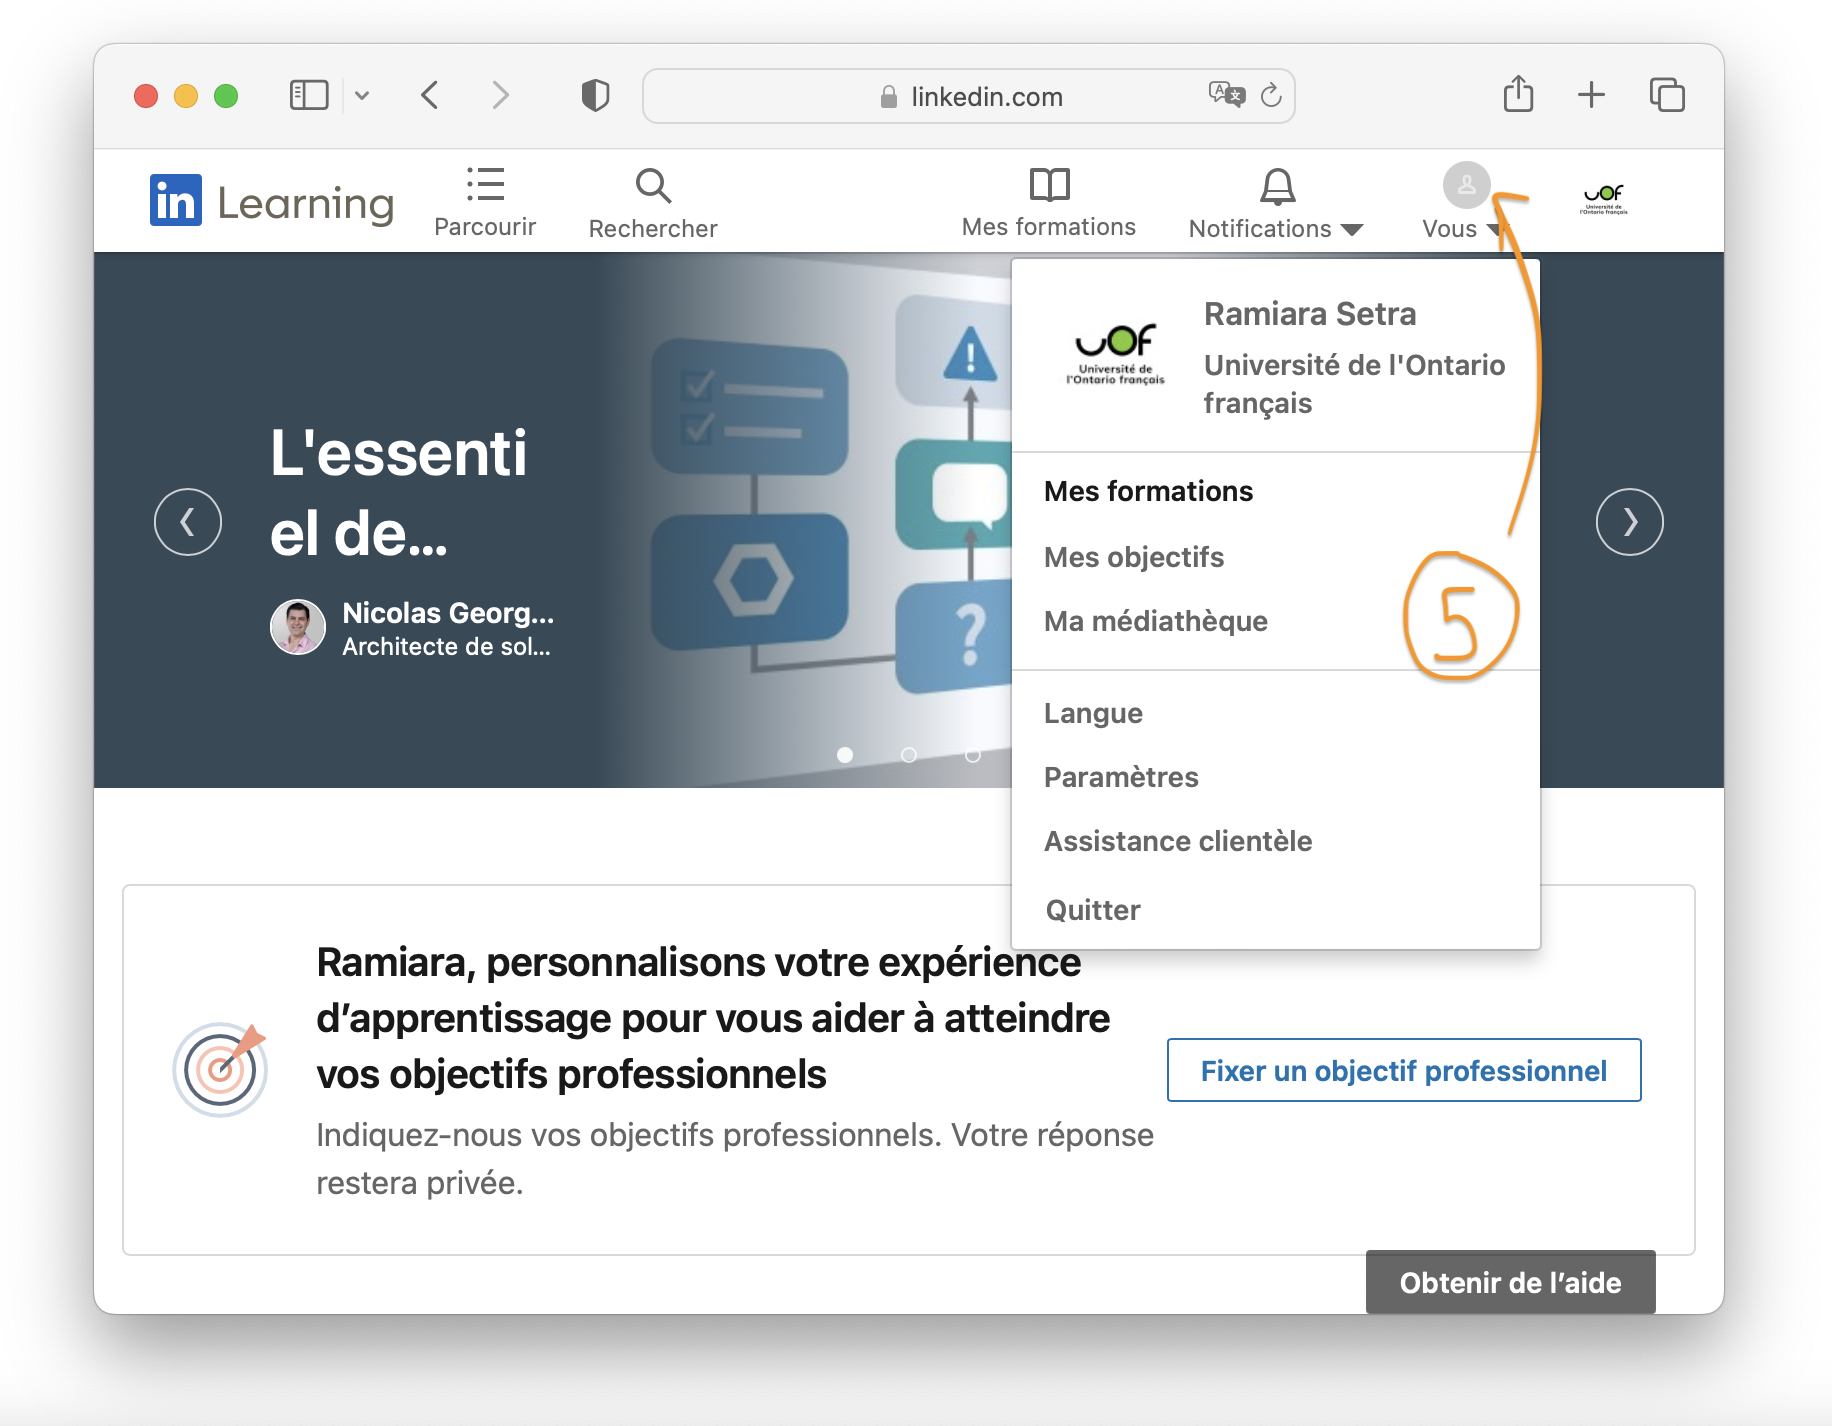 linkedin.com
in Learning
Parcourir
Rechercher
Mes formations
Notifications
Vous
uof
Université de
l'Ontario français
uof
Université de
l'Ontario français
Ramiara Setra
Université de l'Ontario
français
Mes formations
Mes objectifs
Ma médiathèque
5
Langue
Paramètres
Assistance clientèle
Quitter
L'essenti
el de...
Nicolas Georg...
Architecte de sol...
!
?
Ramiara, personnalisons votre expérience
d’apprentissage pour vous aider à atteindre
vos objectifs professionnels
Indiquez-nous vos objectifs professionnels. Votre réponse
restera privée.
Fixer un objectif professionnel
Obtenir de l’aide